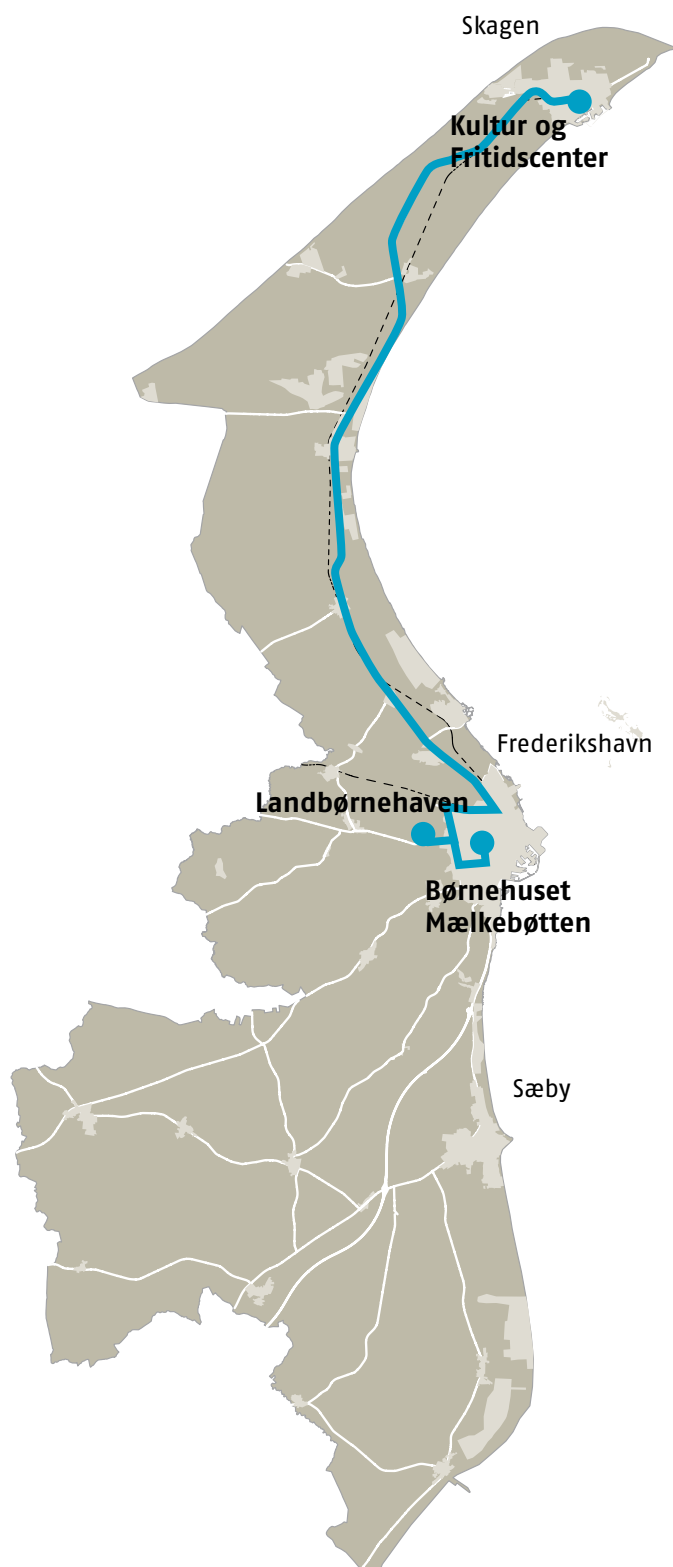 Skagen
Kultur og
Fritidscenter
Frederikshavn
Landbørnehaven
Børnehuset
Mælkebøtten
Sæby